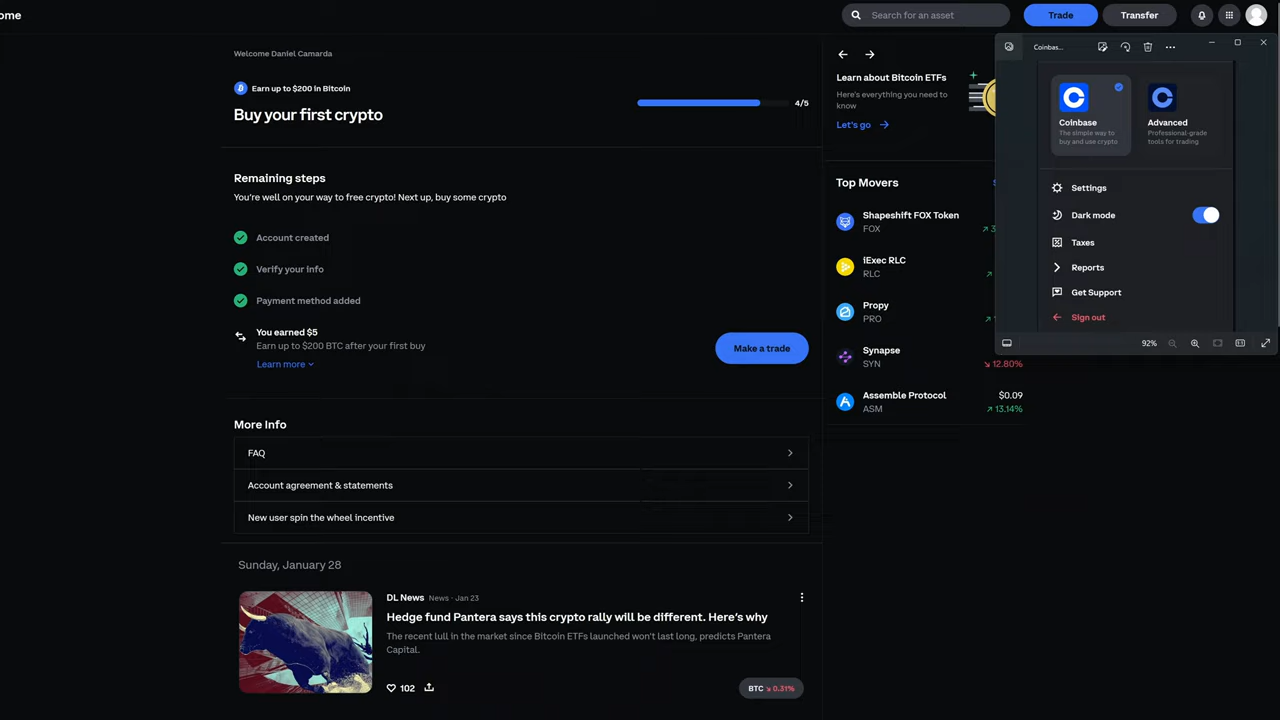 ome
Search for an asset
Trade
Transfer
Welcome Daniel Camarda
Earn up to $200 in Bitcoin
Buy your first crypto
4/5
Remaining steps
You're well on your way to free crypto! Next up, buy some crypto
Account created
Verify your info
Payment method added
You earned $5
Earn up to $200 BTC after your first buy
Learn more
Make a trade
More Info
FAQ
Account agreement & statements
New user spin the wheel incentive
Sunday, January 28
DL News News · Jan 23
Hedge fund Pantera says this crypto rally will be different. Here's why
The recent lull in the market since Bitcoin ETFs launched won't last long, predicts Pantera
Capital.
102
BTC ↘ 0.31%
Learn about Bitcoin ETFs
Here's everything you need to
know
Let's go
Top Movers
Shapeshift FOX Token
FOX
iExec RLC
RLC
Propy
PRO
Synapse
SYN
↘ 12.80%
Assemble Protocol
$0.09
ASM
↗ 13.14%
Coinbas...
Coinbase
The simple way to
buy and use crypto
Advanced
Professional-grade
tools for trading
Settings
Dark mode
Taxes
Reports
Get Support
Sign out
92%